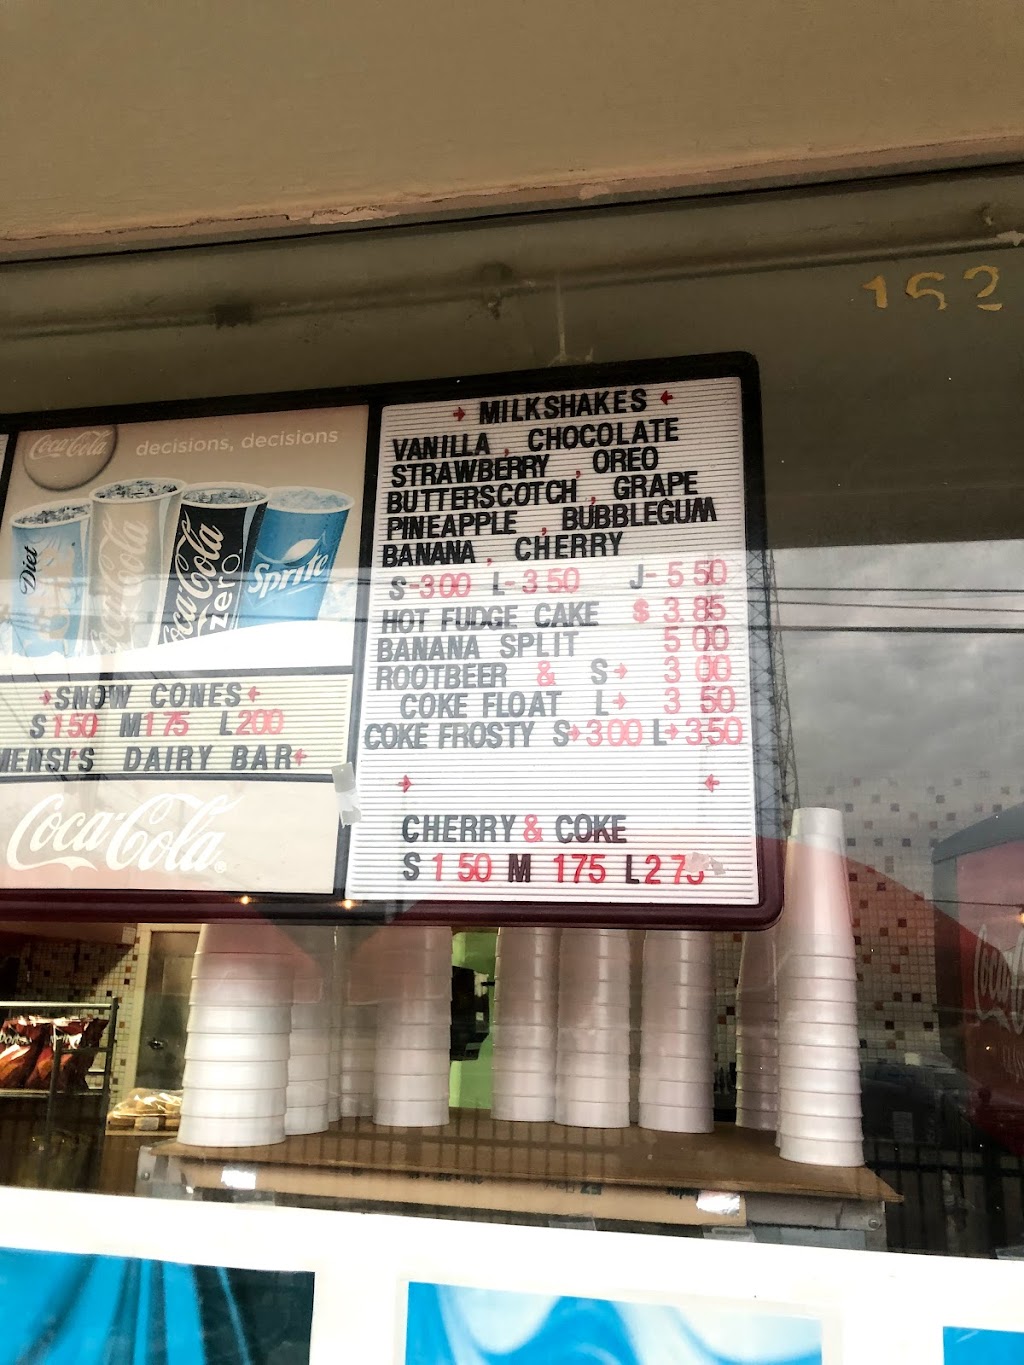 152
Coca-Cola
decisions, decisions
Diet
Coca-Cola
Coca-Cola zero
Sprite
SNOW CONES
S 1 50 M 1 75 L 2 00
MENSI'S DAIRY BAR
Coca-Cola
MILKSHAKES
VANILLA , CHOCOLATE
STRAWBERRY , OREO
BUTTERSCOTCH , GRAPE
PINEAPPLE , BUBBLEGUM
BANANA , CHERRY
S-3 00 L-3 50 J-5 50
HOT FUDGE CAKE $ 3.85
BANANA SPLIT 5 00
ROOTBEER & S 3 00
COKE FLOAT L 3 50
COKE FROSTY S 3 00 L 3 50
CHERRY & COKE
S 1 50 M 1 75 L 2 75